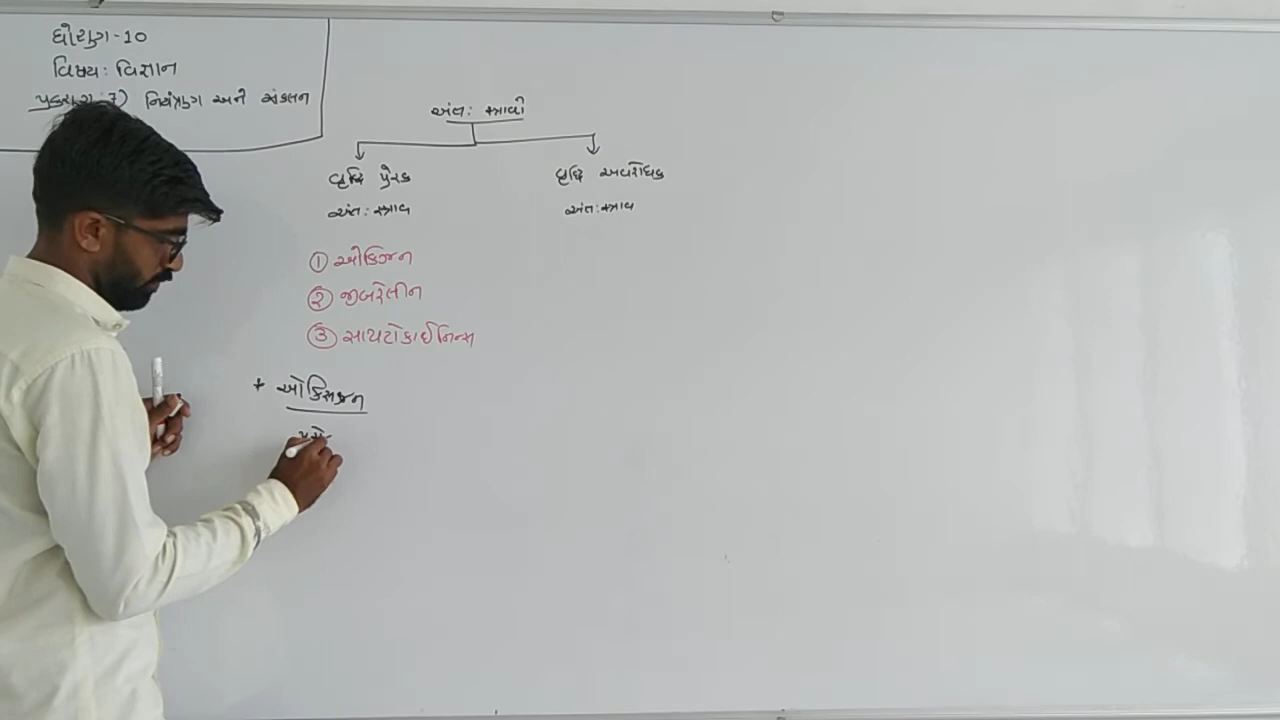 ધોરણ-10
વિષય: વિજ્ઞાન
પ્રકરણ: 7) નિયંત્રણ અને સંકલન
અંત: સ્ત્રાવો
વૃધ્ધિ પ્રેરક
અંત: સ્ત્રાવ
વૃધ્ધિ અવરોધક
અંત: સ્ત્રાવ
① ઓક્ઝિન
② જીબરેલીન
③ સાયટોકાઈનિન્સ
* ઓક્સિજન